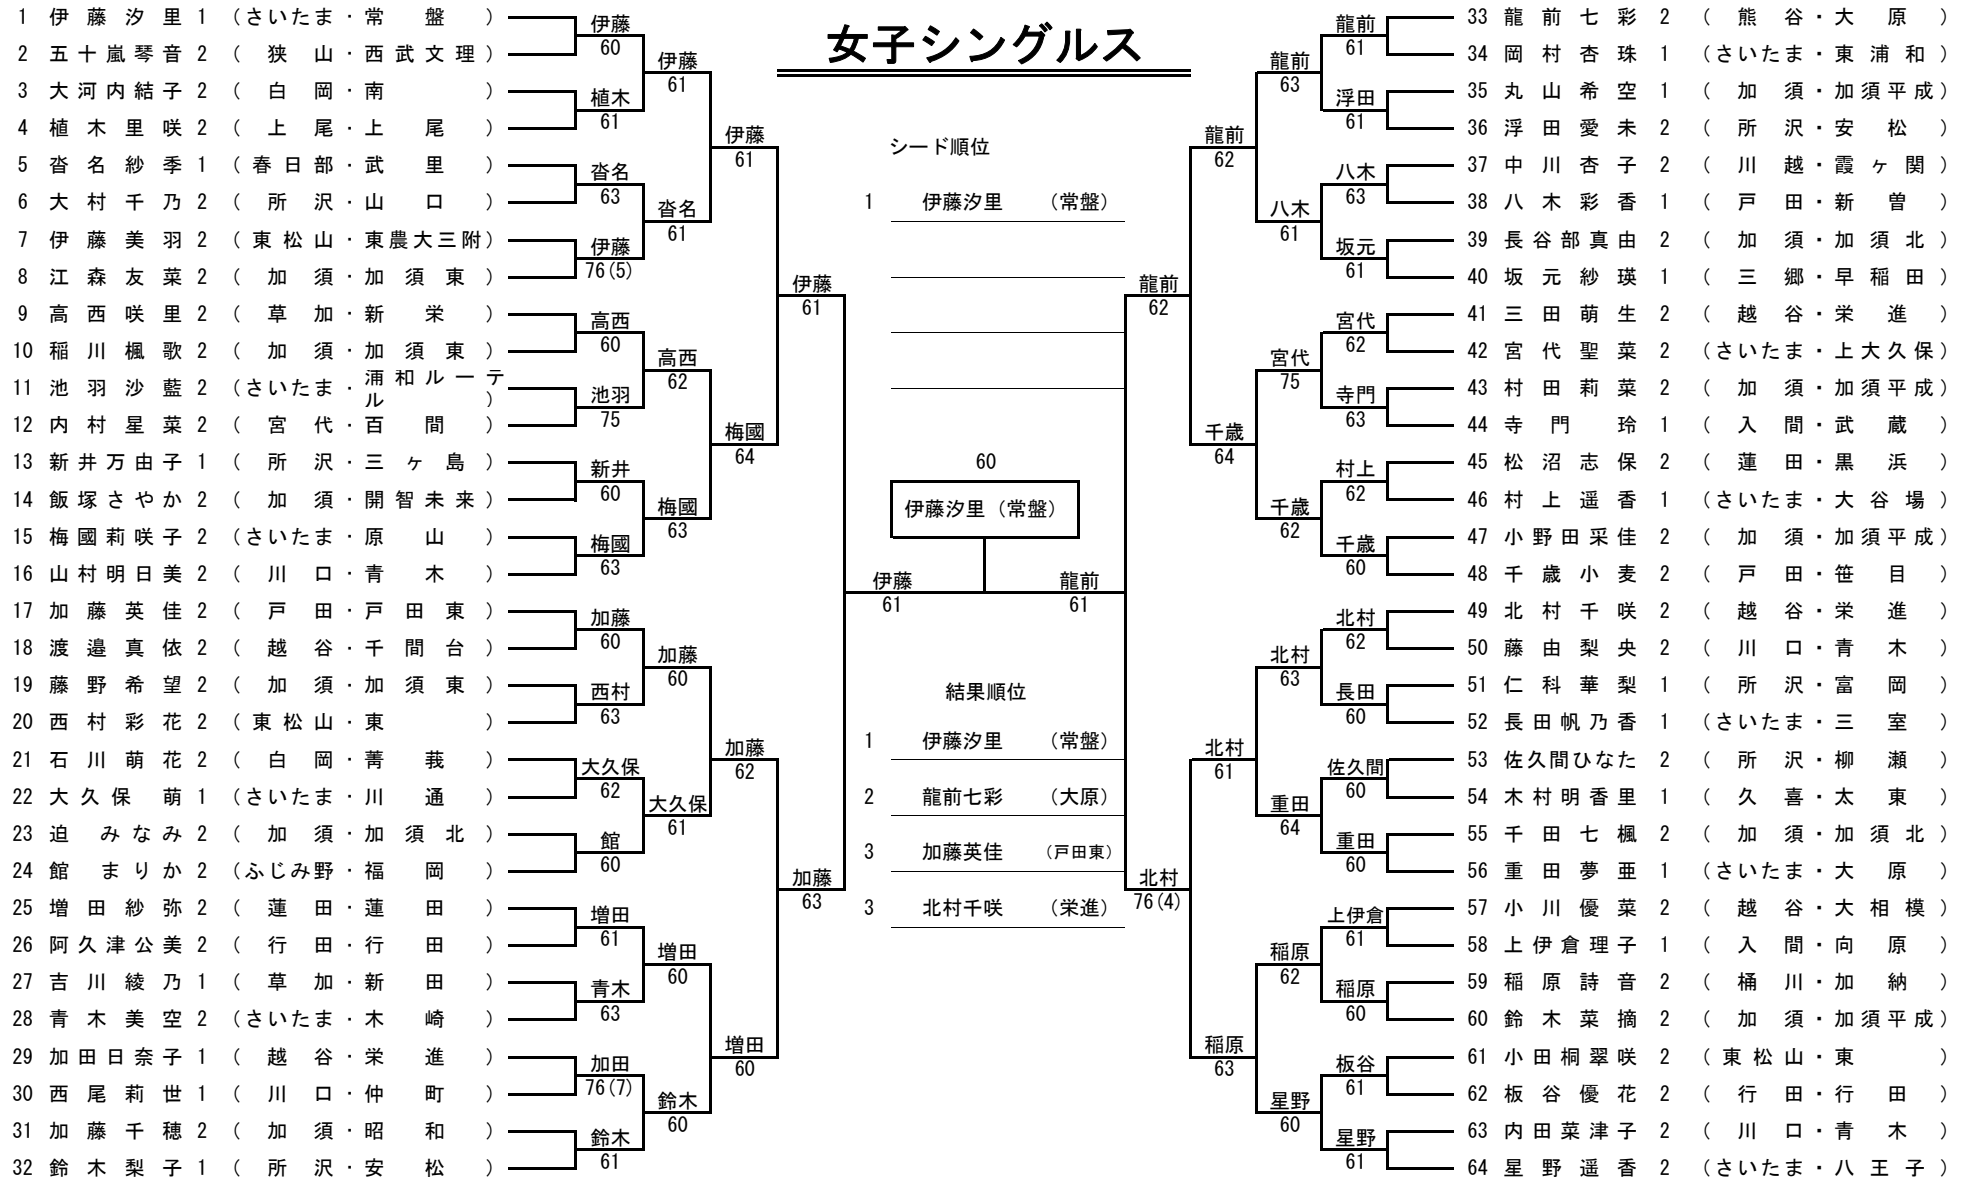 女子シングルス
1 伊藤汐里 1 (さいたま・常盤)
2 五十嵐琴音 2 (狭山・西武文理)
3 大河内結子 2 (白岡・南)
4 植木里咲 2 (上尾・上尾)
5 沓名紗季 1 (春日部・武里)
6 大村千乃 2 (所沢・山口)
7 伊藤美羽 2 (東松山・東農大三附)
8 江森友菜 2 (加須・加須東)
9 高西咲里 2 (草加・新栄)
10 稲川楓歌 2 (加須・加須東)
11 池羽沙藍 2 (さいたま・浦和ルーテル)
12 内村星菜 2 (宮代・百間)
13 新井万由子 1 (所沢・三ヶ島)
14 飯塚さやか 2 (加須・開智未来)
15 梅國莉咲子 2 (さいたま・原山)
16 山村明日美 2 (川口・青木)
17 加藤英佳 2 (戸田・戸田東)
18 渡邉真依 2 (越谷・千間台)
19 藤野希望 2 (加須・加須東)
20 西村彩花 2 (東松山・東)
21 石川萌花 2 (白岡・菁莪)
22 大久保萌 1 (さいたま・川通)
23 迫みなみ 2 (加須・加須北)
24 館まりか 2 (ふじみ野・福岡)
25 増田紗弥 2 (蓮田・蓮田)
26 阿久津公美 2 (行田・行田)
27 吉川綾乃 1 (草加・新田)
28 青木美空 2 (さいたま・木崎)
29 加田日奈子 1 (越谷・栄進)
30 西尾莉世 1 (川口・仲町)
31 加藤千穂 2 (加須・昭和)
32 鈴木梨子 1 (所沢・安松)
伊藤 60
植木 61
沓名 63
伊藤 76(5)
高西 60
池羽 75
新井 60
梅國 63
加藤 60
西村 63
大久保 62
館 60
増田 61
青木 63
加田 76(7)
鈴木 61
伊藤 61
沓名 61
高西 62
梅國 63
加藤 60
大久保 61
増田 60
鈴木 60
伊藤 61
梅國 64
加藤 62
増田 60
伊藤 61
加藤 63
伊藤 61
シード順位
1 伊藤汐里 (常盤)
60
伊藤汐里(常盤)
結果順位
1 伊藤汐里 (常盤)
2 龍前七彩 (大原)
3 加藤英佳 (戸田東)
3 北村千咲 (栄進)
龍前 61
龍前 62
北村 76(4)
龍前 62
千歳 64
北村 61
稲原 63
龍前 63
八木 61
宮代 75
千歳 62
北村 63
重田 64
稲原 62
星野 60
龍前 61
浮田 61
八木 63
坂元 61
宮代 62
寺門 63
村上 62
千歳 60
北村 62
長田 60
佐久間 60
重田 60
上伊倉 61
稲原 60
板谷 61
星野 61
33 龍前七彩 2 (熊谷・大原)
34 岡村杏珠 1 (さいたま・東浦和)
35 丸山希空 1 (加須・加須平成)
36 浮田愛未 2 (所沢・安松)
37 中川杏子 2 (川越・霞ヶ関)
38 八木彩香 1 (戸田・新曽)
39 長谷部真由 2 (加須・加須北)
40 坂元紗瑛 1 (三郷・早稲田)
41 三田萌生 2 (越谷・栄進)
42 宮代聖菜 2 (さいたま・上大久保)
43 村田莉菜 2 (加須・加須平成)
44 寺門玲 1 (入間・武蔵)
45 松沼志保 2 (蓮田・黒浜)
46 村上遥香 1 (さいたま・大谷場)
47 小野田采佳 2 (加須・加須平成)
48 千歳小麦 2 (戸田・笹目)
49 北村千咲 2 (越谷・栄進)
50 藤由梨央 2 (川口・青木)
51 仁科華梨 1 (所沢・富岡)
52 長田帆乃香 1 (さいたま・三室)
53 佐久間ひなた 2 (所沢・柳瀬)
54 木村明香里 1 (久喜・太東)
55 千田七楓 2 (加須・加須北)
56 重田夢亜 1 (さいたま・大原)
57 小川優菜 2 (越谷・大相模)
58 上伊倉理子 1 (入間・向原)
59 稲原詩音 2 (桶川・加納)
60 鈴木菜摘 2 (加須・加須平成)
61 小田桐翠咲 2 (東松山・東)
62 板谷優花 2 (行田・行田)
63 内田菜津子 2 (川口・青木)
64 星野遥香 2 (さいたま・八王子)